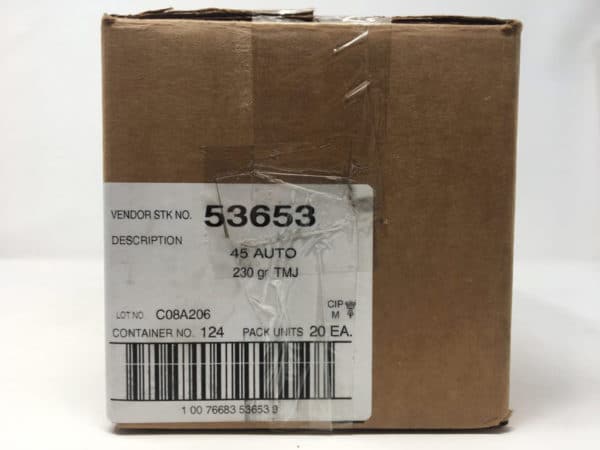 VENDOR STK NO. 53653
DESCRIPTION
45 AUTO
230 gr TMJ
CIP
LOT NO C08A206 M
CONTAINER NO. 124 PACK UNITS 20 EA.
1 00 76683 53653 9